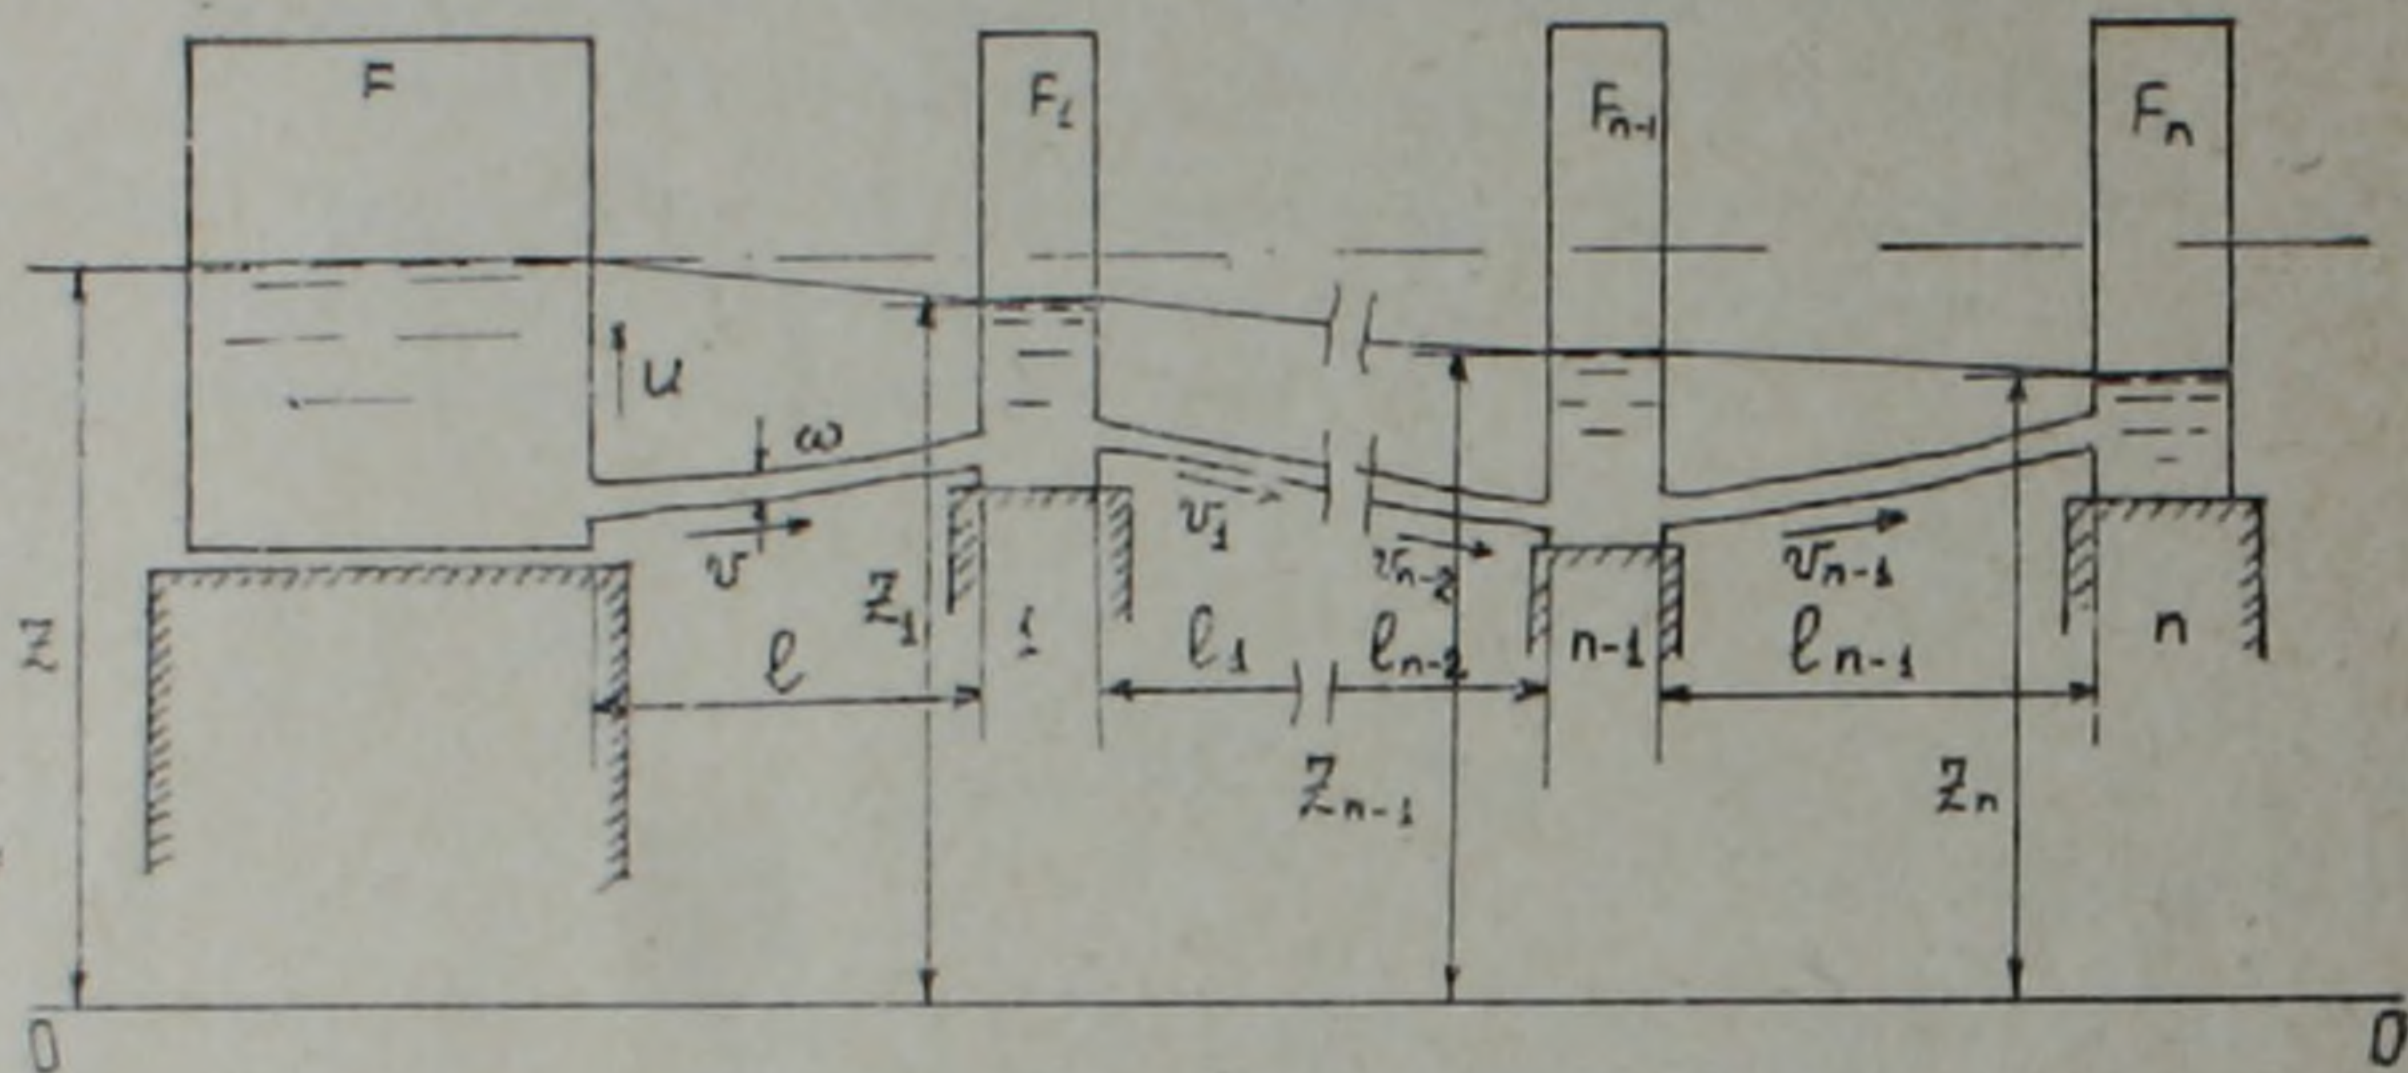 F F₁ Fₙ₋₁ Fₙ
u
ω
v v₁ vₙ₋₂ vₙ₋₁
z z₁ ℓ 1 ℓ₁ ℓₙ₋₂ n-1 ℓₙ₋₁ n
zₙ₋₁ zₙ
0 0